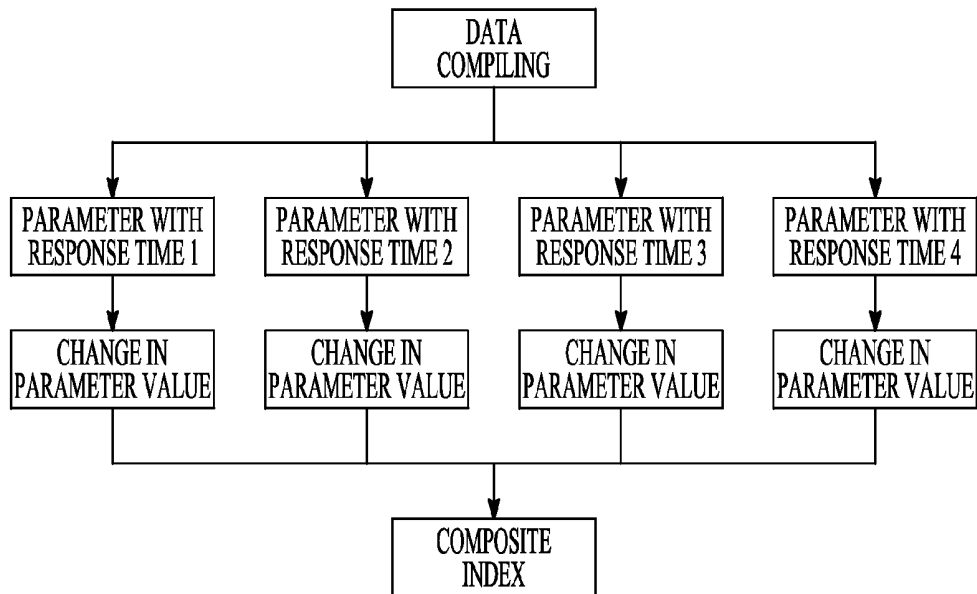 DATA
COMPILING
PARAMETER WITH
RESPONSE TIME 1
PARAMETER WITH
RESPONSE TIME 2
PARAMETER WITH
RESPONSE TIME 3
PARAMETER WITH
RESPONSE TIME 4
CHANGE IN
PARAMETER VALUE
CHANGE IN
PARAMETER VALUE
CHANGE IN
PARAMETER VALUE
CHANGE IN
PARAMETER VALUE
COMPOSITE
INDEX